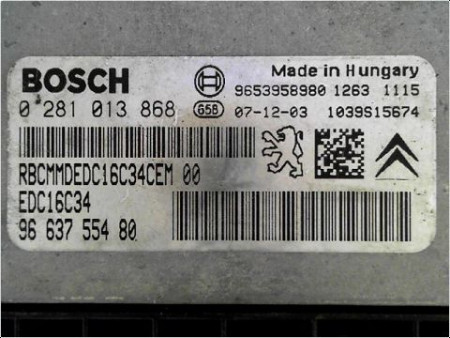 BOSCH
Made in Hungary
9653958980 1263 1115
0 281 013 868 G5B 07-12-03 1039S15674
RBCMMDEDC16C34CEM 00
EDC16C34
96 637 554 80